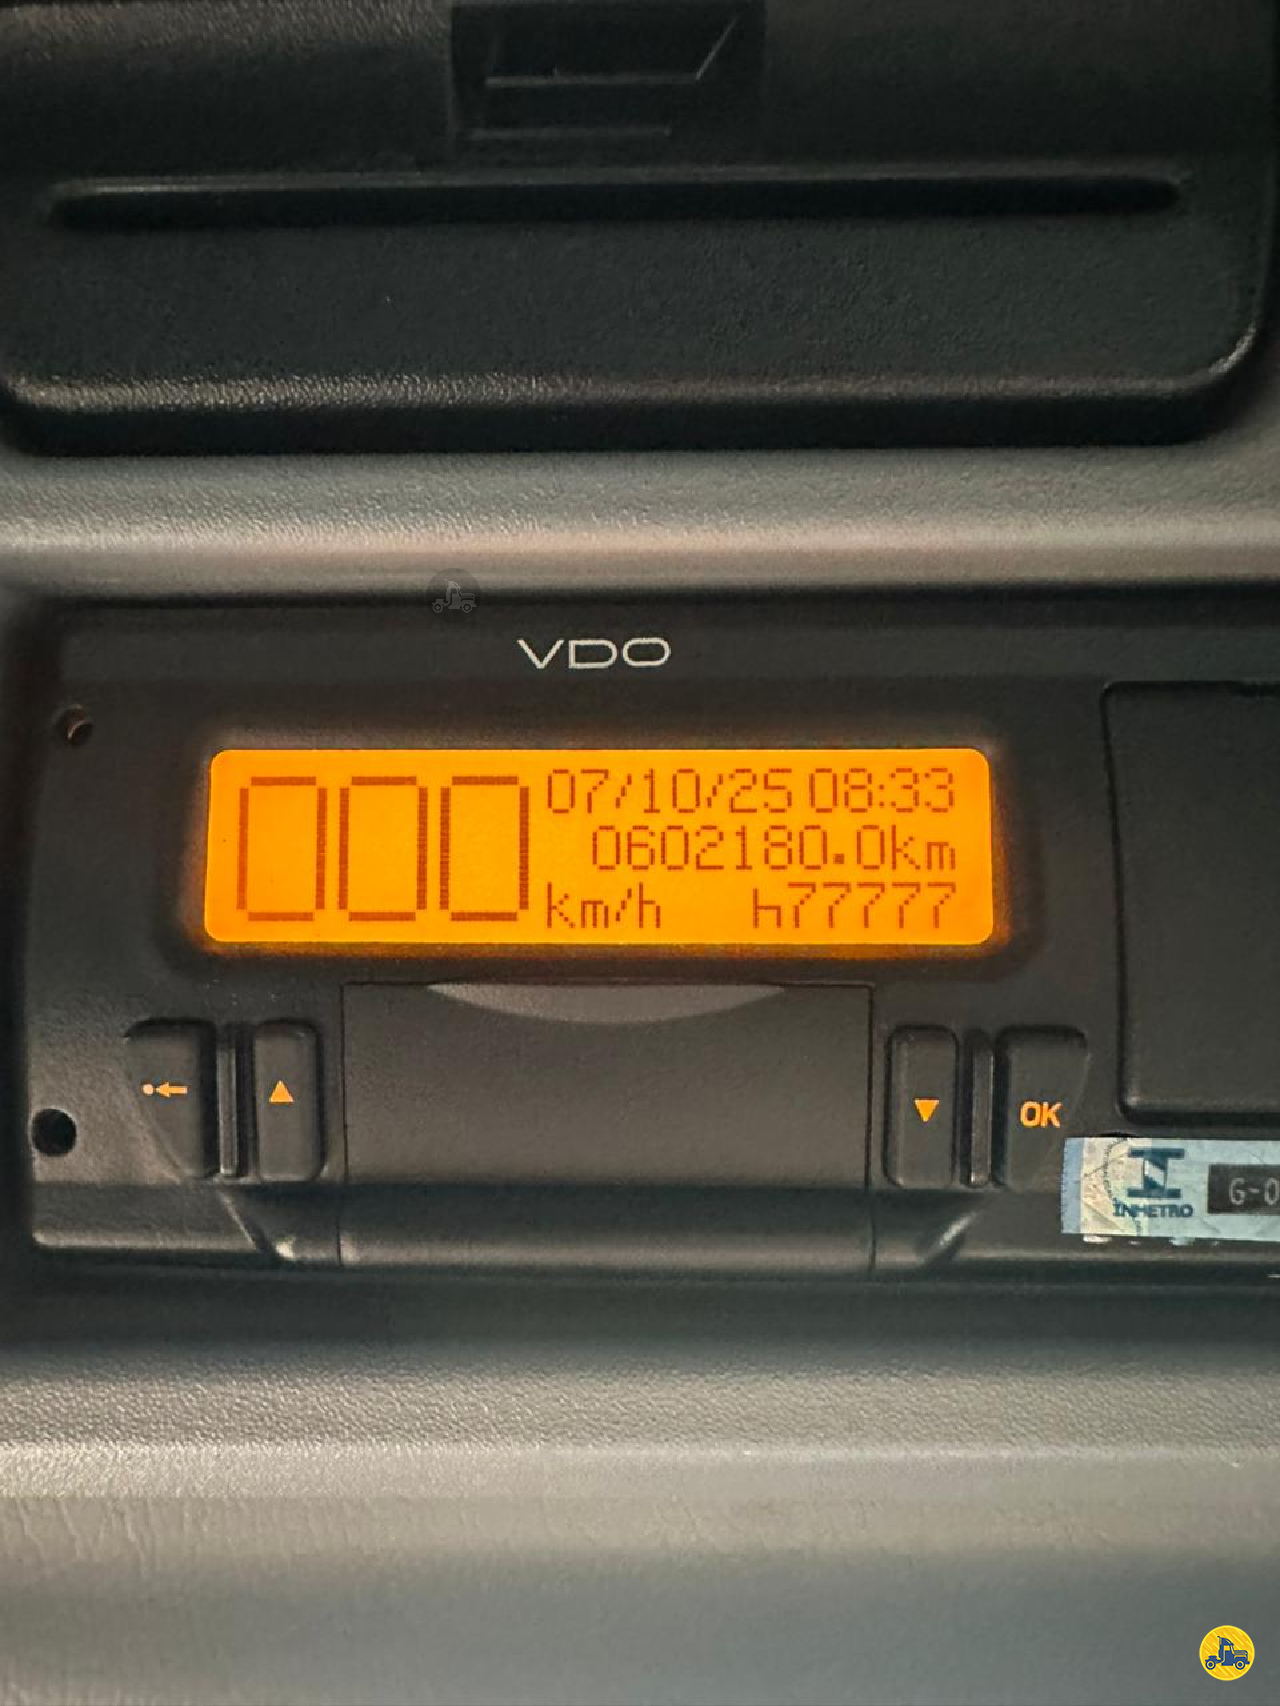 VDO
000
07/10/25 08:33
0602180.0km
km/h h77777
OK
INMETRO
G-0